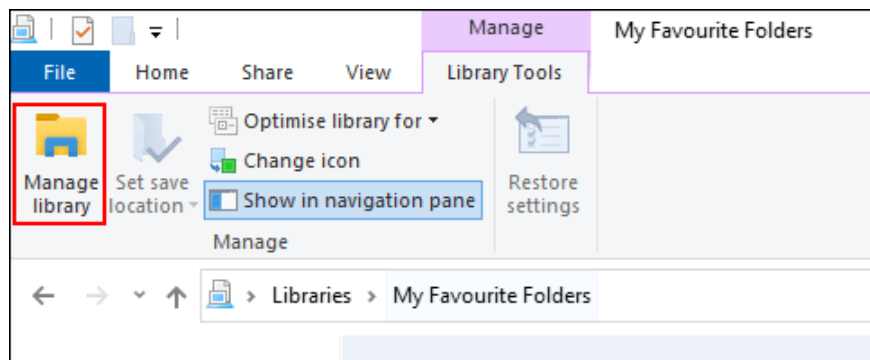 Manage My Favourite Folders
File Home Share View Library Tools
Manage library
Set save location
Optimise library for
Change icon
Show in navigation pane
Restore settings
Manage
Libraries > My Favourite Folders